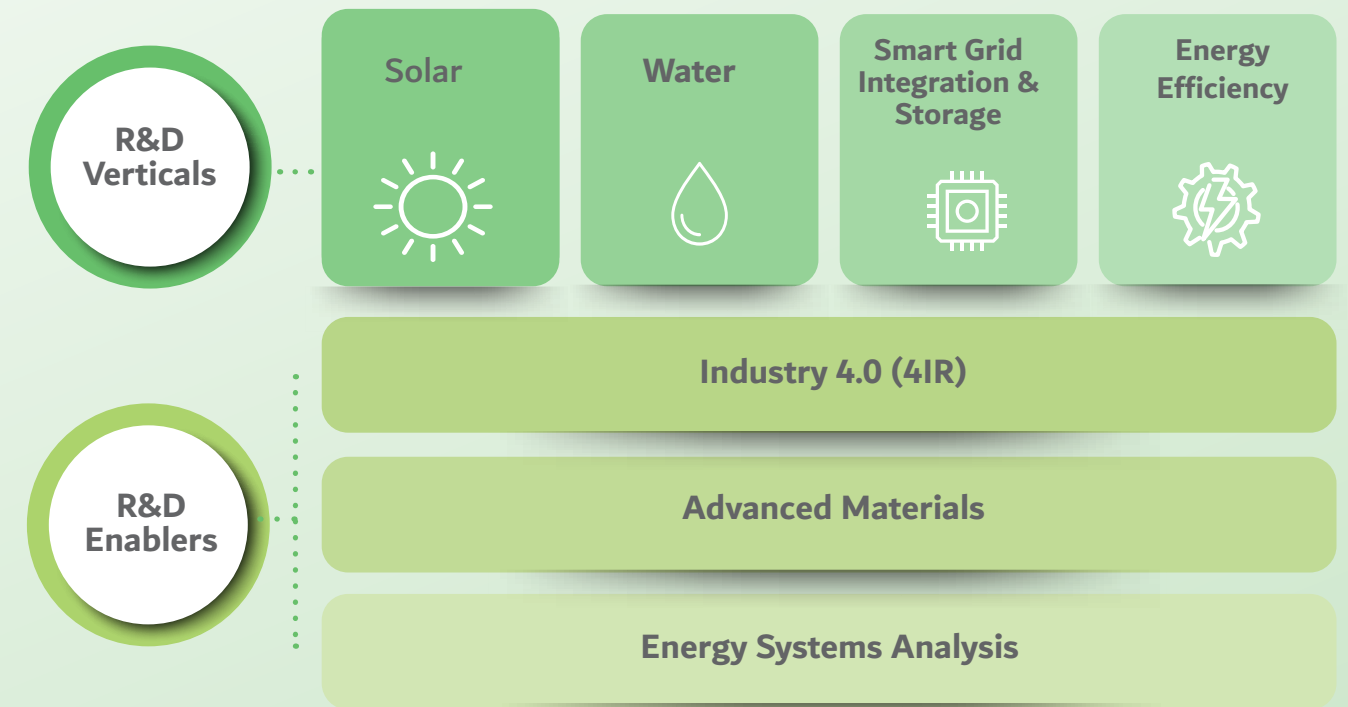 R&D
Verticals
Solar
Water
Smart Grid
Integration &
Storage
Energy
Efficiency
R&D
Enablers
Industry 4.0 (4IR)
Advanced Materials
Energy Systems Analysis